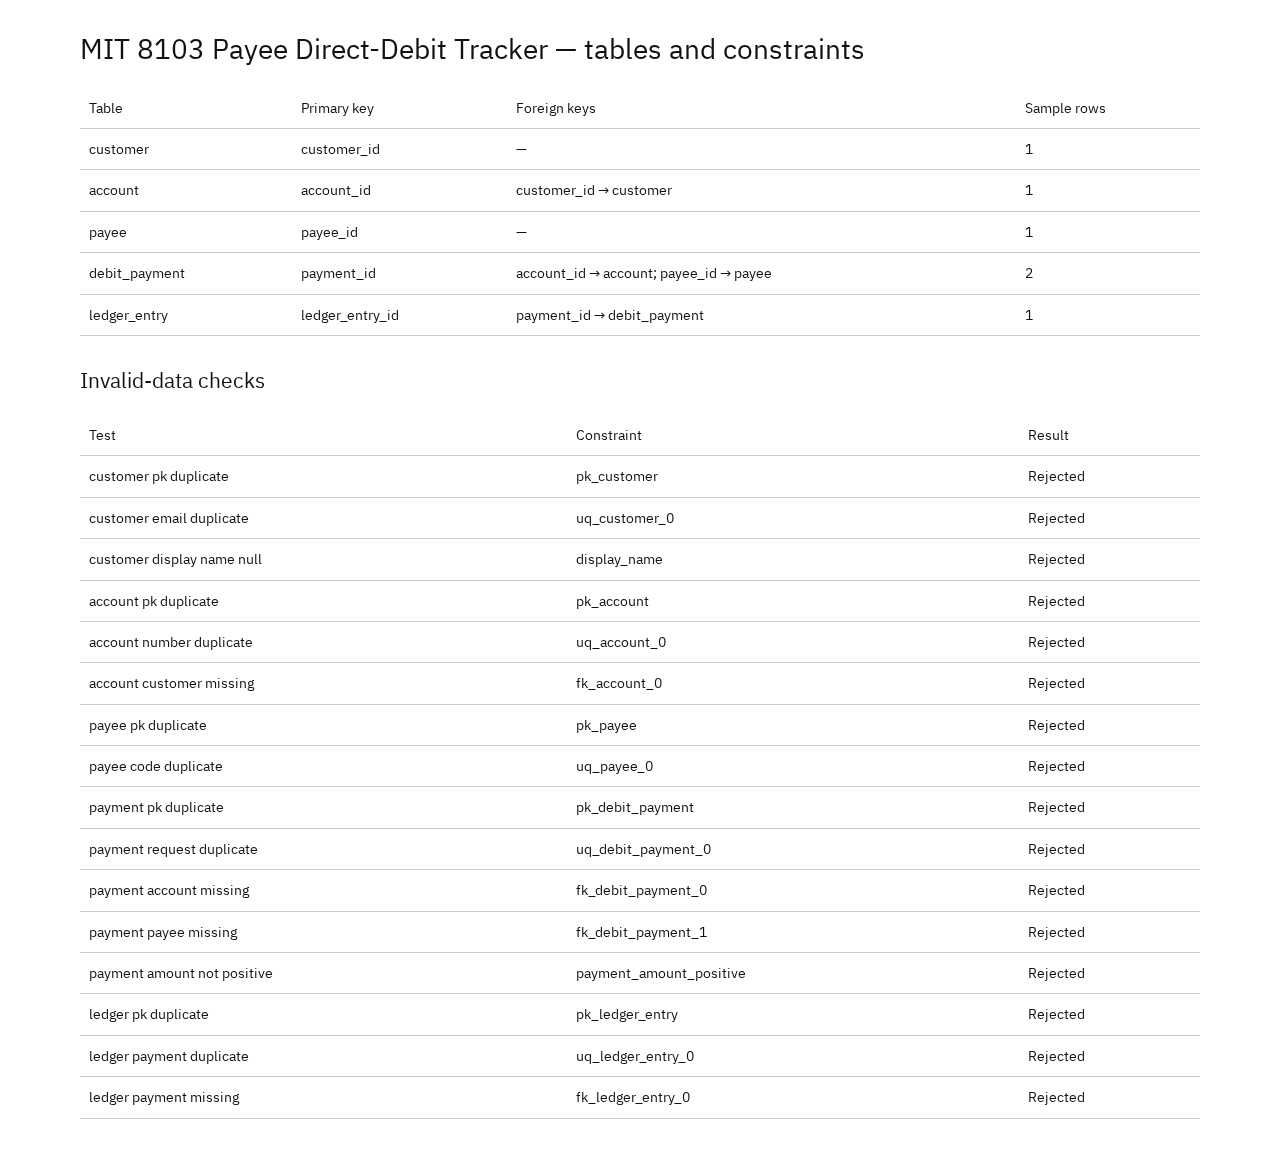 MIT 8103 Payee Direct-Debit Tracker — tables and constraints
Table Primary key Foreign keys Sample rows
customer customer_id — 1
account account_id customer_id → customer 1
payee payee_id — 1
debit_payment payment_id account_id → account; payee_id → payee 2
ledger_entry ledger_entry_id payment_id → debit_payment 1
Invalid-data checks
Test Constraint Result
customer pk duplicate pk_customer Rejected
customer email duplicate uq_customer_0 Rejected
customer display name null display_name Rejected
account pk duplicate pk_account Rejected
account number duplicate uq_account_0 Rejected
account customer missing fk_account_0 Rejected
payee pk duplicate pk_payee Rejected
payee code duplicate uq_payee_0 Rejected
payment pk duplicate pk_debit_payment Rejected
payment request duplicate uq_debit_payment_0 Rejected
payment account missing fk_debit_payment_0 Rejected
payment payee missing fk_debit_payment_1 Rejected
payment amount not positive payment_amount_positive Rejected
ledger pk duplicate pk_ledger_entry Rejected
ledger payment duplicate uq_ledger_entry_0 Rejected
ledger payment missing fk_ledger_entry_0 Rejected